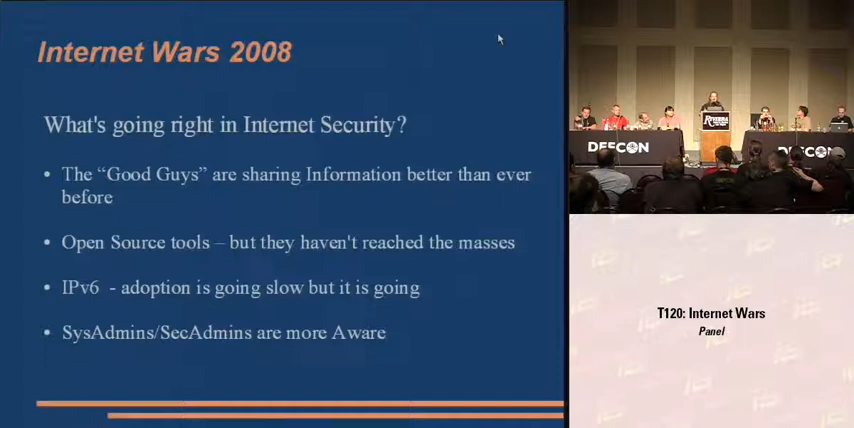 Internet Wars 2008
What's going right in Internet Security?
• The “Good Guys” are sharing Information better than ever
before
• Open Source tools – but they haven't reached the masses
• IPv6 - adoption is going slow but it is going
• SysAdmins/SecAdmins are more Aware
RIVIERA
DEFCON
DEFCON
T120: Internet Wars
Panel